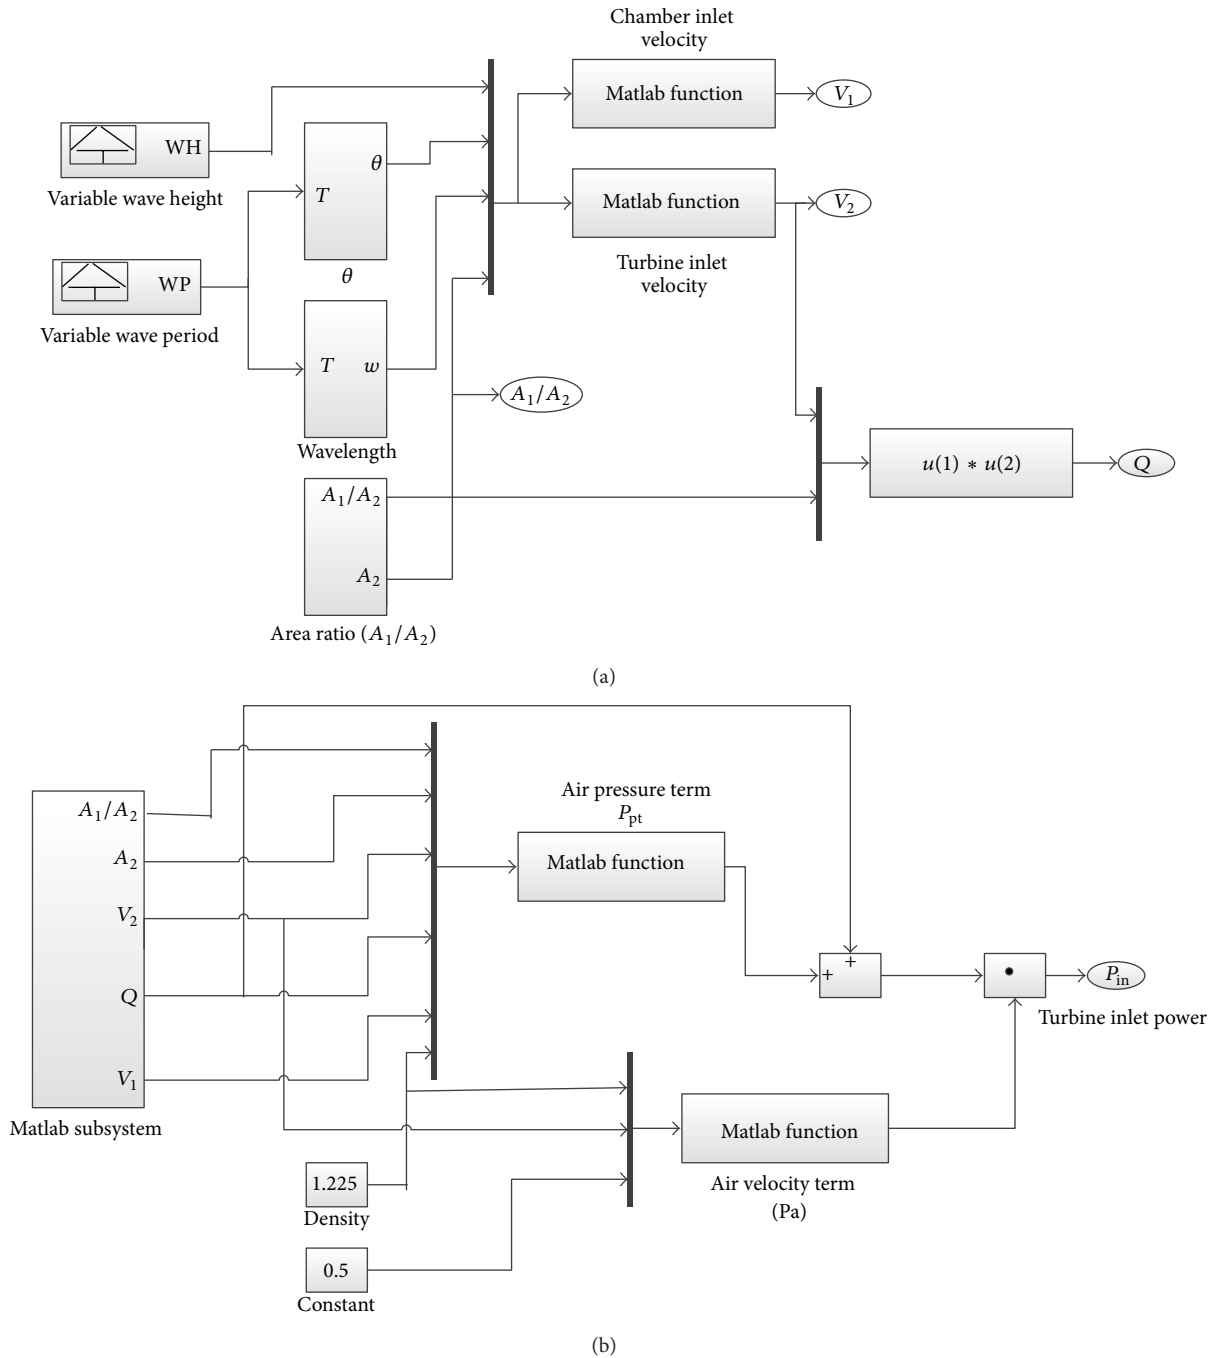 Chamber inlet
velocity
Matlab function
V1
WH
Variable wave height
θ
T
θ
Matlab function
V2
Turbine inlet
velocity
WP
Variable wave period
T w
Wavelength
A1/A2
u(1) * u(2)
Q
A1/A2
A2
Area ratio (A1/A2)
(a)
A1/A2
A2
V2
Q
V1
Matlab subsystem
Air pressure term
Ppt
Matlab function
+
+
•
Pin
Turbine inlet power
Matlab function
Air velocity term
(Pa)
1.225
Density
0.5
Constant
(b)